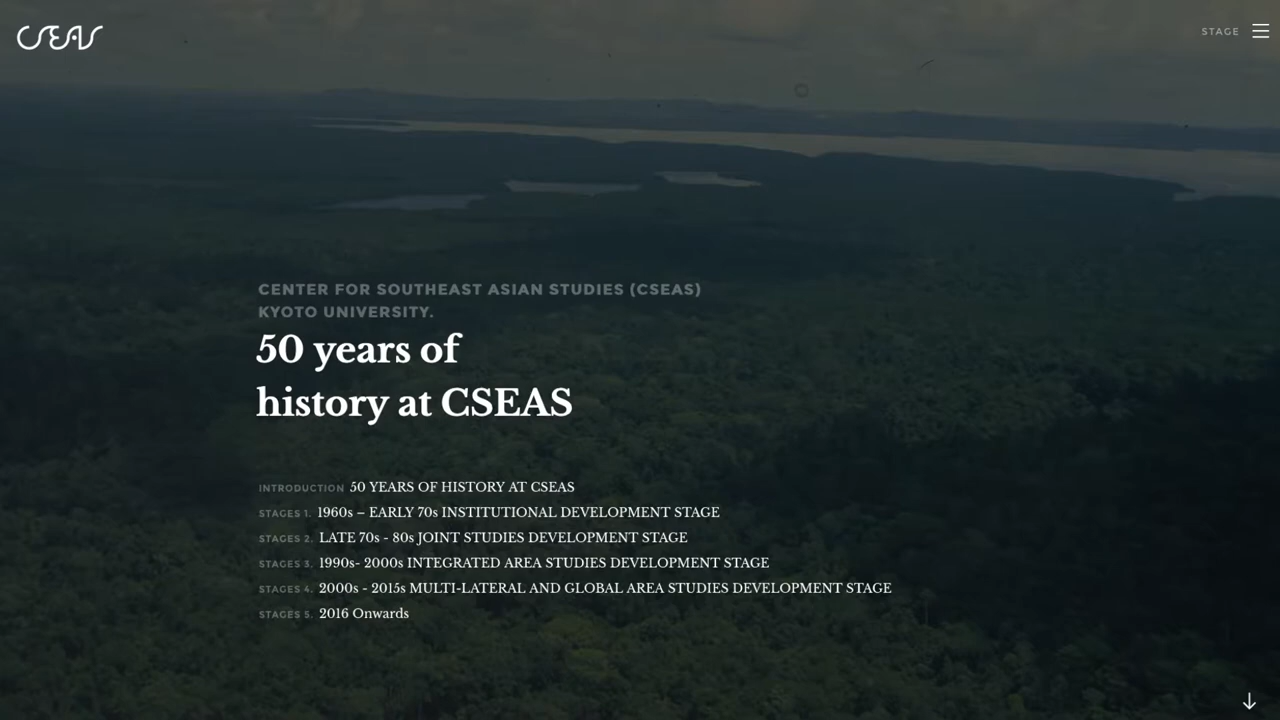 CSEAS
STAGE
CENTER FOR SOUTHEAST ASIAN STUDIES (CSEAS)
KYOTO UNIVERSITY.
50 years of
history at CSEAS
INTRODUCTION 50 YEARS OF HISTORY AT CSEAS
STAGES 1. 1960s – EARLY 70s INSTITUTIONAL DEVELOPMENT STAGE
STAGES 2. LATE 70s - 80s JOINT STUDIES DEVELOPMENT STAGE
STAGES 3. 1990s- 2000s INTEGRATED AREA STUDIES DEVELOPMENT STAGE
STAGES 4. 2000s - 2015s MULTI-LATERAL AND GLOBAL AREA STUDIES DEVELOPMENT STAGE
STAGES 5. 2016 Onwards